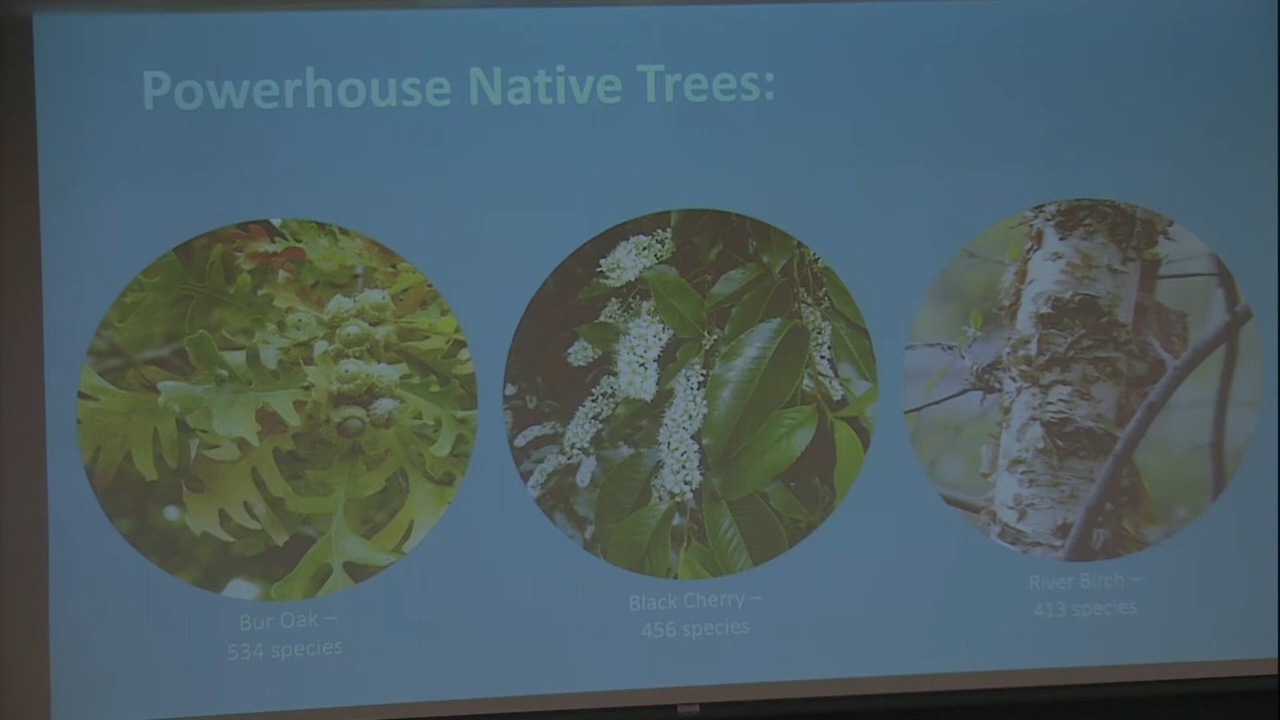 Powerhouse Native Trees:
Bur Oak –
534 species
Black Cherry –
456 species
River Birch –
413 species